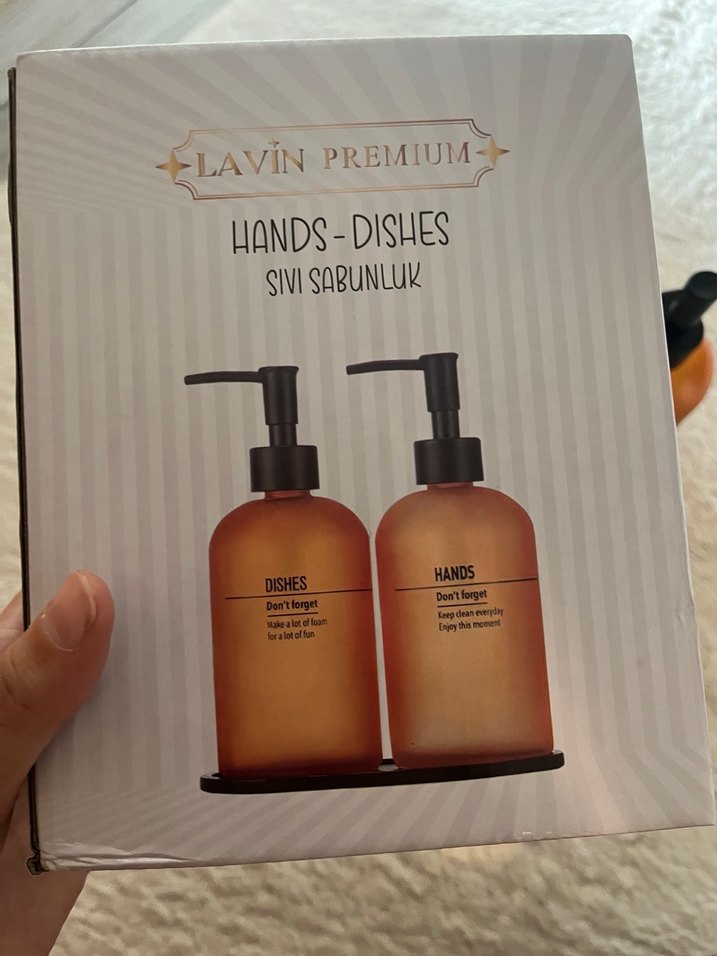 LAVİN PREMIUM
HANDS-DISHES
SIVI SABUNLUK
DISHES
Don't forget
Make a lot of foam
for a lot of fun
HANDS
Don't forget
Keep clean everyday
Enjoy this moment